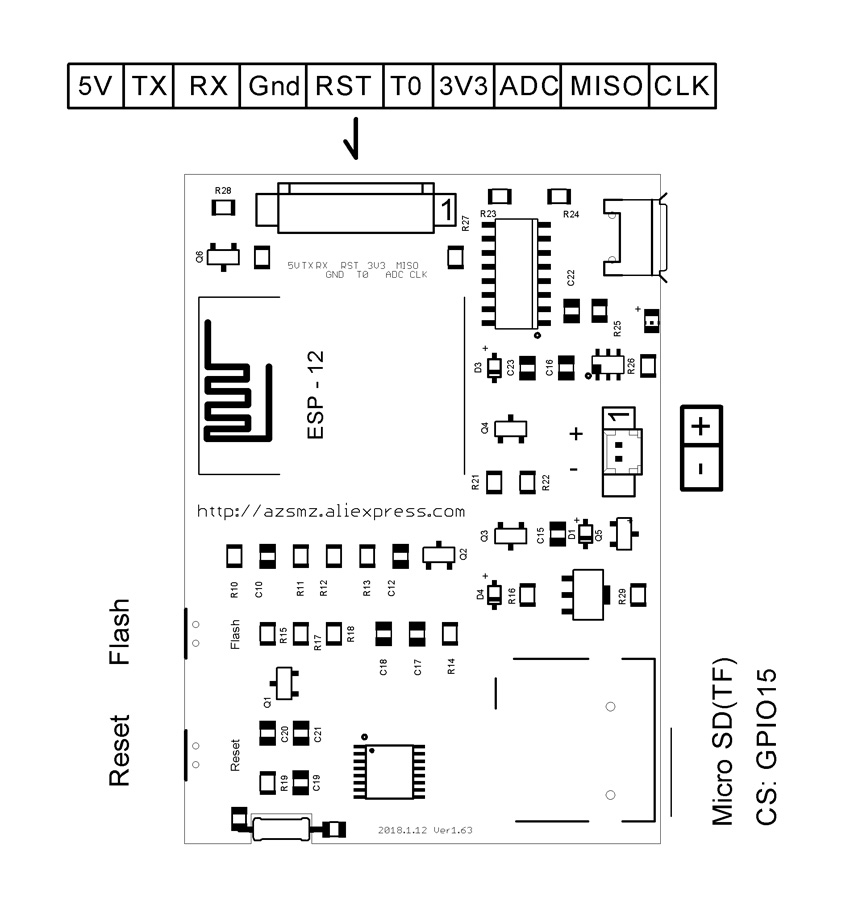 5V TX RX Gnd RST T0 3V3 ADC MISO CLK
R28
1
R27
R23
R24
Q6
5V TX RX RST 3V3 MISO
GND T0 ADC CLK
C22
+
R25
ESP - 12
+
D3
C23
C16
R26
Q4
+
-
1
+
-
R21
R22
http://azsmz.aliexpress.com
Q3
C15
+
D1
Q5
+
R10
C10
R11
R12
R13
C12
Q2
+
D4
R16
R29
Flash
Flash
R15
R17
R18
C18
C17
R14
Q1
Reset
Reset
C20
C21
R19
C19
2018.1.12 Ver1.63
Micro SD(TF)
CS: GPIO15